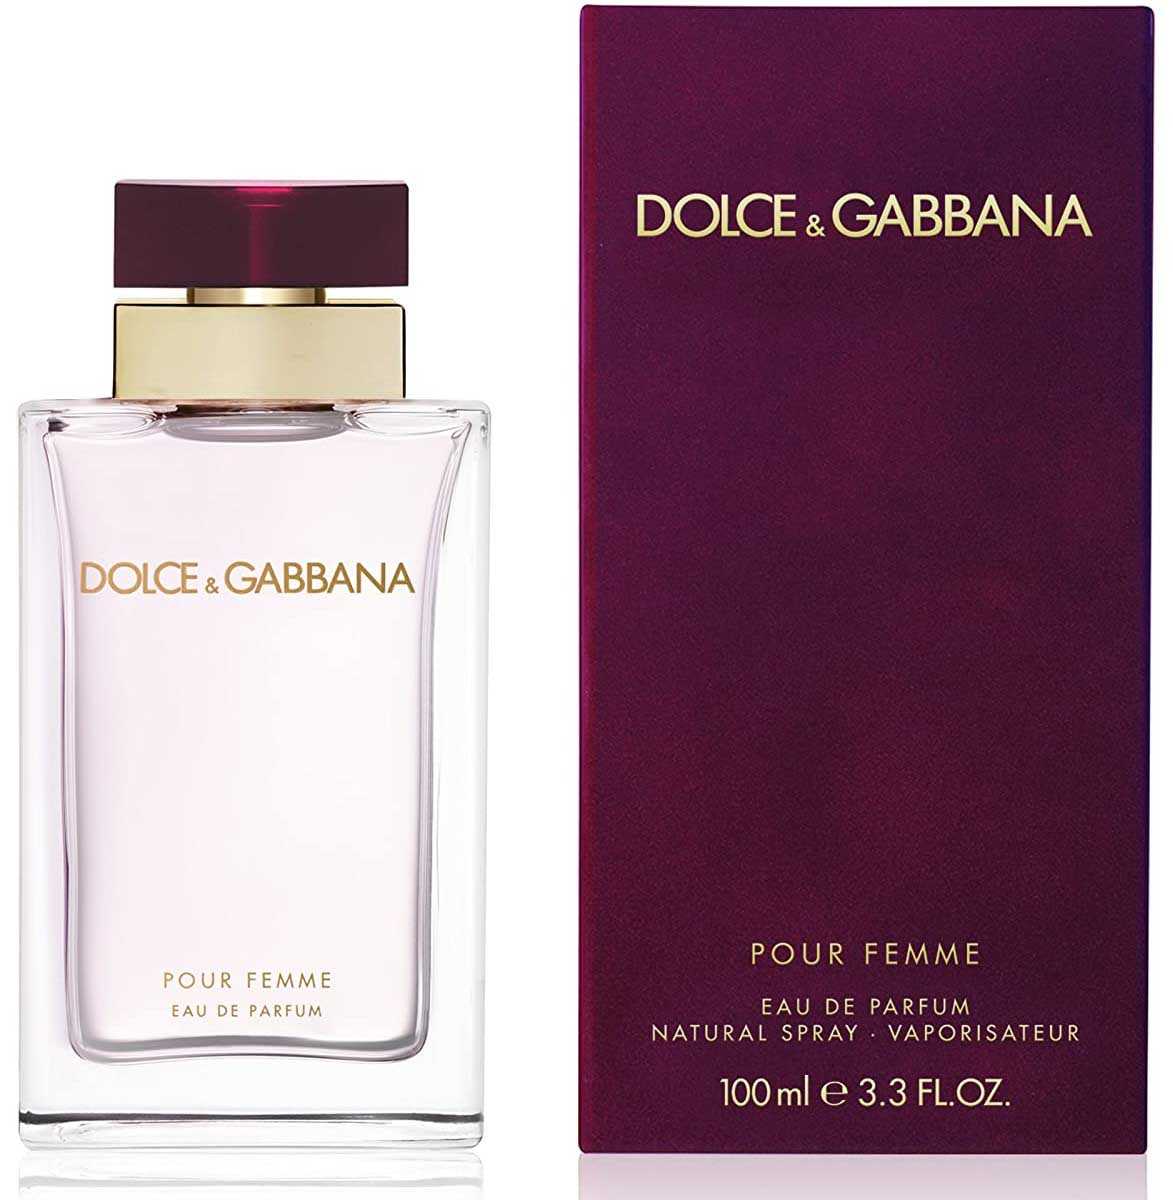 DOLCE & GABBANA
POUR FEMME
EAU DE PARFUM
DOLCE & GABBANA
POUR FEMME
EAU DE PARFUM
NATURAL SPRAY · VAPORISATEUR
100 ml e 3.3 FL.OZ.